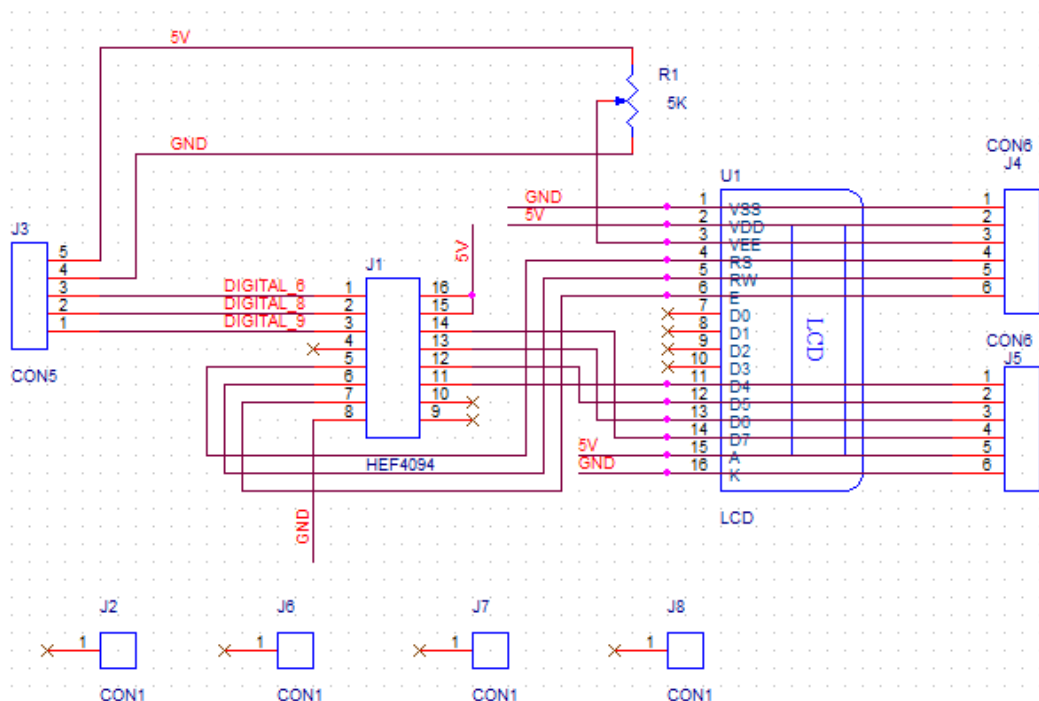 5V
R1
5K
GND
CON6
J4
U1
GND
5V
1 VSS 1
2 VDD 2
3 VEE 3
4 RS 4
5 RW 5
6 E 6
7 D0
8 D1
9 D2
10 D3
11 D4 1
12 D5 2
13 D6 3
14 D7 4
15 A 5
16 K 6
LCD
CON6
J5
5V
GND
LCD
J3
5
4
3
2
1
CON5
DIGITAL_6
DIGITAL_8
DIGITAL_9
J1
5V
1 16
2 15
3 14
4 13
5 12
6 11
7 10
8 9
HEF4094
GND
J2 J6 J7 J8
1 1 1 1
CON1 CON1 CON1 CON1